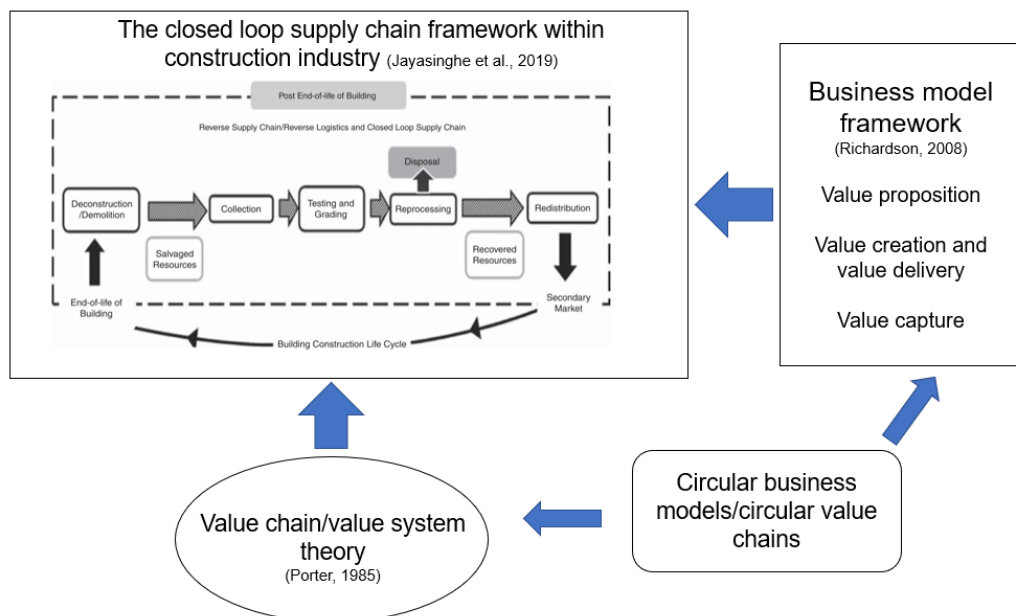 The closed loop supply chain framework within
construction industry (Jayasinghe et al., 2019)
Post End-of-life of Building
Reverse Supply Chain/Reverse Logistics and Closed Loop Supply Chain
Disposal
Deconstruction
/Demolition
Collection
Testing and
Grading
Reprocessing
Redistribution
Salvaged
Resources
Recovered
Resources
End-of-life of
Building
Secondary
Market
Building Construction Life Cycle
Business model
framework
(Richardson, 2008)
Value proposition
Value creation and
value delivery
Value capture
Value chain/value system
theory
(Porter, 1985)
Circular business
models/circular value
chains